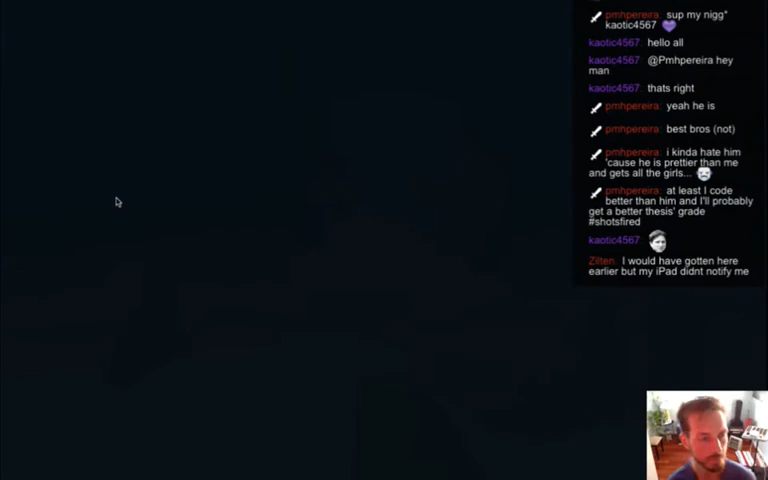 pmhpereira: sup my nigg*
kaotic4567
kaotic4567: hello all
kaotic4567: @Pmhpereira hey
man
kaotic4567: thats right
pmhpereira: yeah he is
pmhpereira: best bros (not)
pmhpereira: i kinda hate him
'cause he is prettier than me
and gets all the girls...
pmhpereira: at least I code
better than him and I'll probably
get a better thesis' grade
#shotsfired
kaotic4567:
Zilten: I would have gotten here
earlier but my iPad didnt notify me